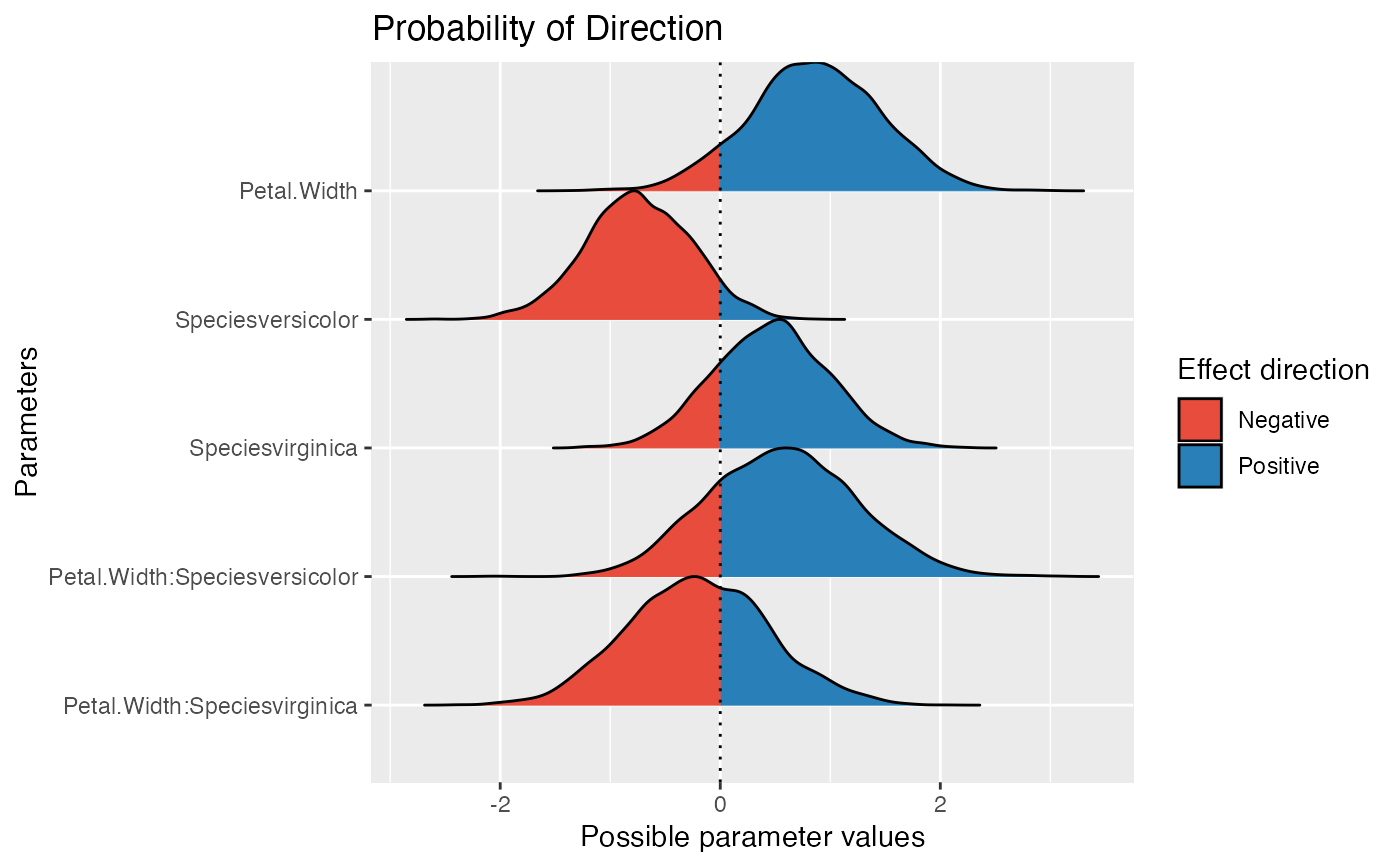 Probability of Direction
Parameters
Petal.Width
Speciesversicolor
Speciesvirginica
Petal.Width:Speciesversicolor
Petal.Width:Speciesvirginica
-2
0
2
Possible parameter values
Effect direction
Negative
Positive